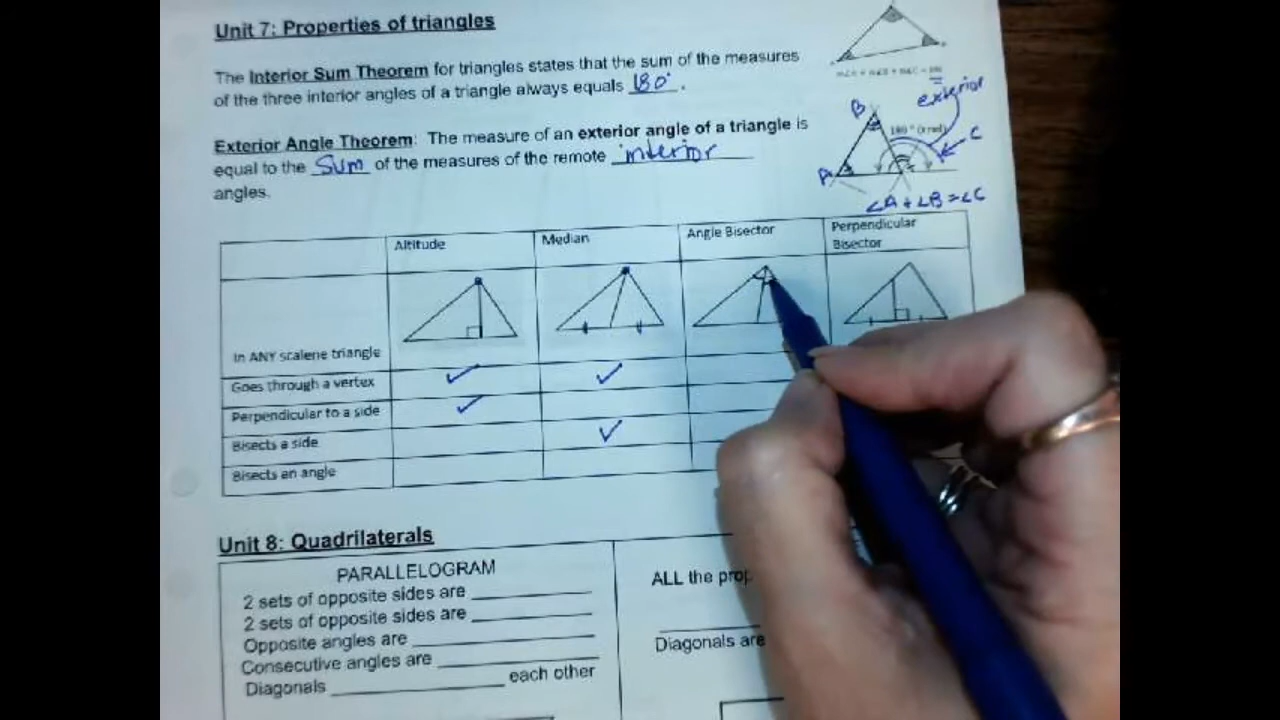 Unit 7: Properties of triangles
The Interior Sum Theorem for triangles states that the sum of the measures
of the three interior angles of a triangle always equals 180°.
exterior
Exterior Angle Theorem: The measure of an exterior angle of a triangle is
equal to the sum of the measures of the remote interior
angles.
B
180°
C
A
∠A + ∠B = ∠C
Altitude Median Angle Bisector Perpendicular
Bisector
In ANY scalene triangle
Goes through a vertex ✓ ✓
Perpendicular to a side ✓
Bisects a side ✓
Bisects an angle
Unit 8: Quadrilaterals
PARALLELOGRAM
2 sets of opposite sides are
2 sets of opposite sides are
Opposite angles are
Consecutive angles are
Diagonals each other
ALL the prop
Diagonals are